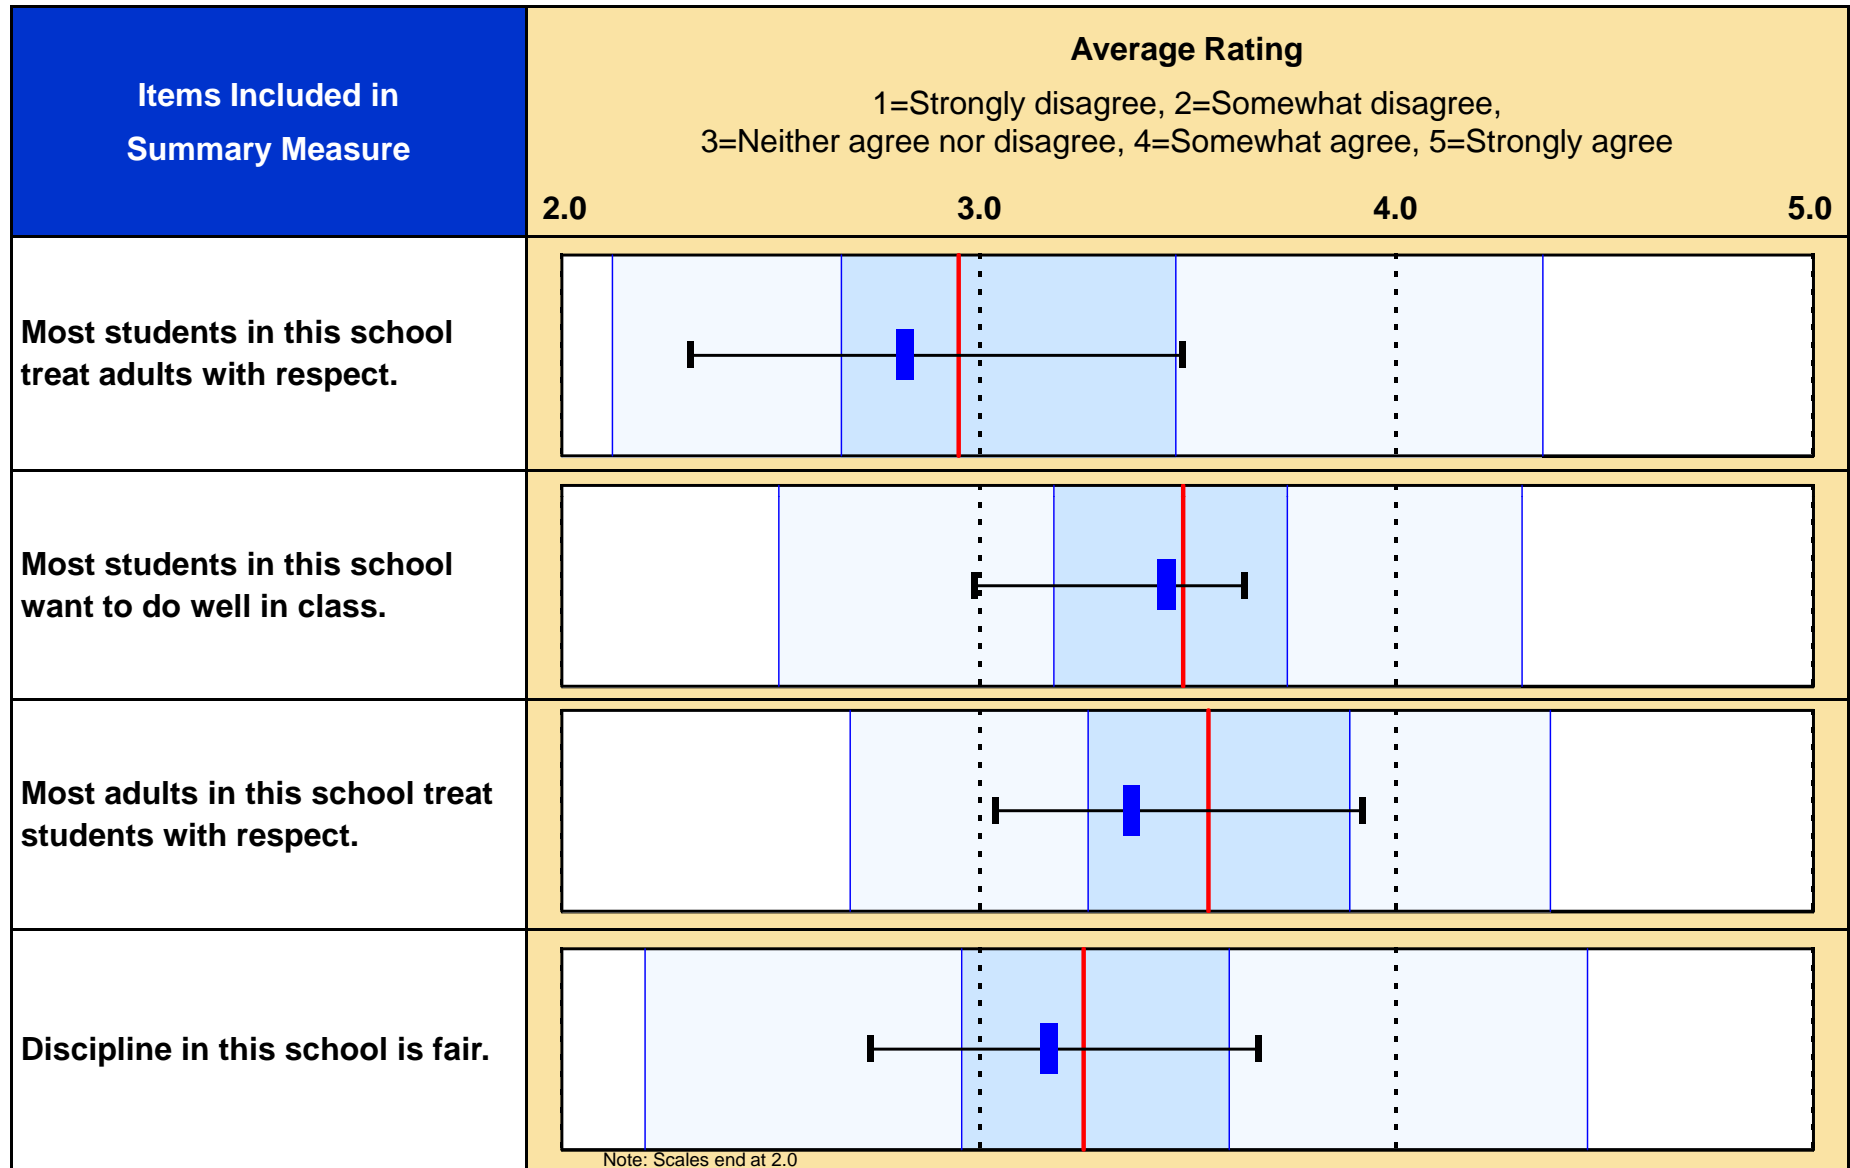 Items Included in
Summary Measure
Average Rating
1=Strongly disagree, 2=Somewhat disagree,
3=Neither agree nor disagree, 4=Somewhat agree, 5=Strongly agree
2.0 3.0 4.0 5.0
Most students in this school
treat adults with respect.
Most students in this school
want to do well in class.
Most adults in this school treat
students with respect.
Discipline in this school is fair.
Note: Scales end at 2.0